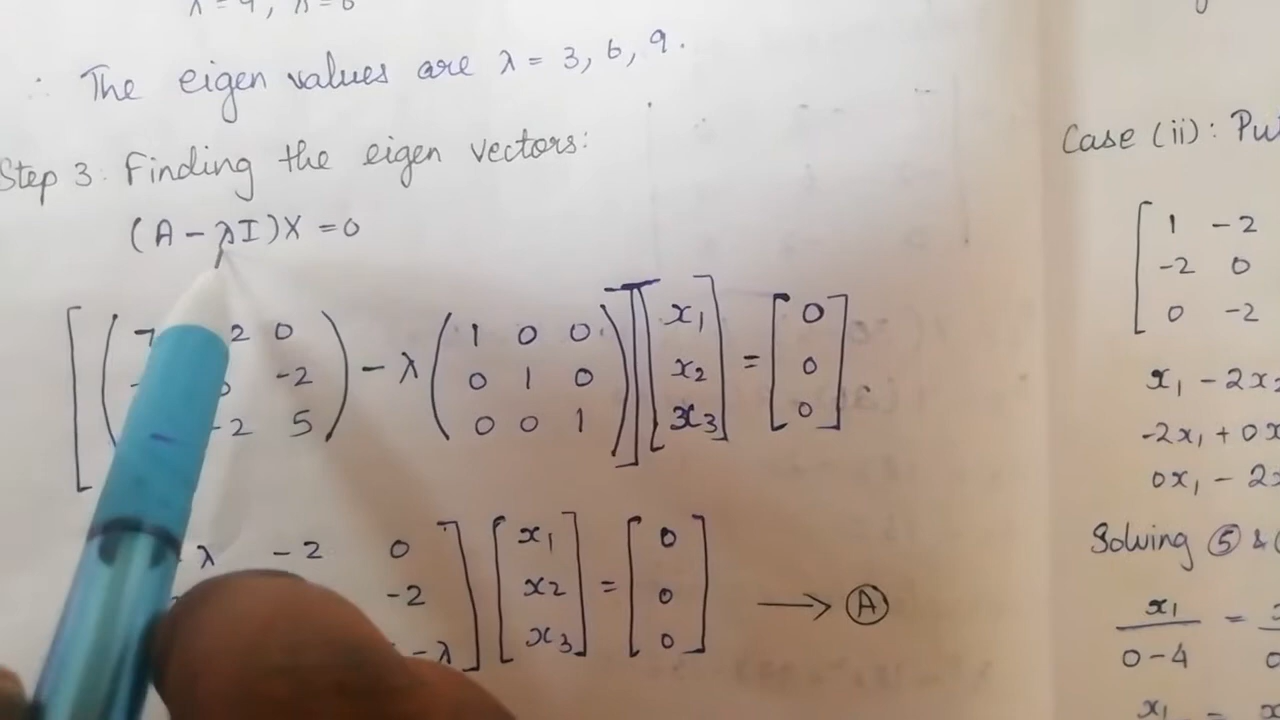 ∴ The eigen values are λ = 3, 6, 9.
Step 3: Finding the eigen vectors:
(A - λI)X = 0
7 2 0
-2
-2 5
- λ
1 0 0
0 1 0
0 0 1
x1
x2
x3
=
0
0
0
λ -2 0
-2
-λ
x1
x2
x3
=
0
0
0
→ Ⓐ
Case (ii): Pu
1 -2
-2 0
0 -2
x1 - 2x
-2x1 + 0x
0x1 - 2
Solving ⑤ &
x1
0-4
=
0
x1